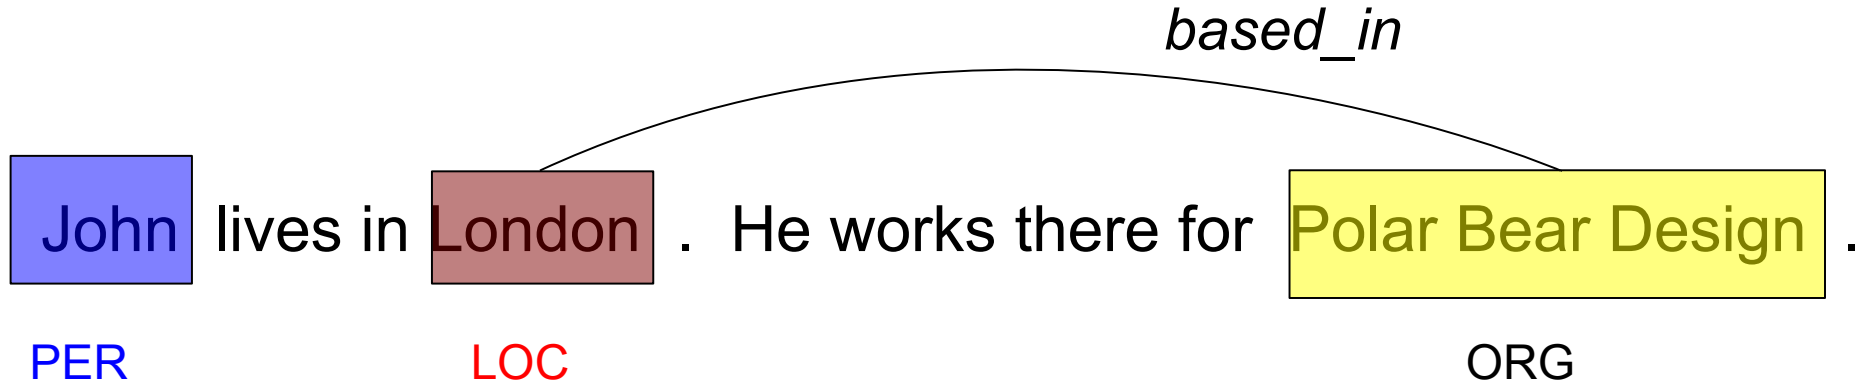 based_in
John lives in London . He works there for Polar Bear Design .
PER LOC ORG